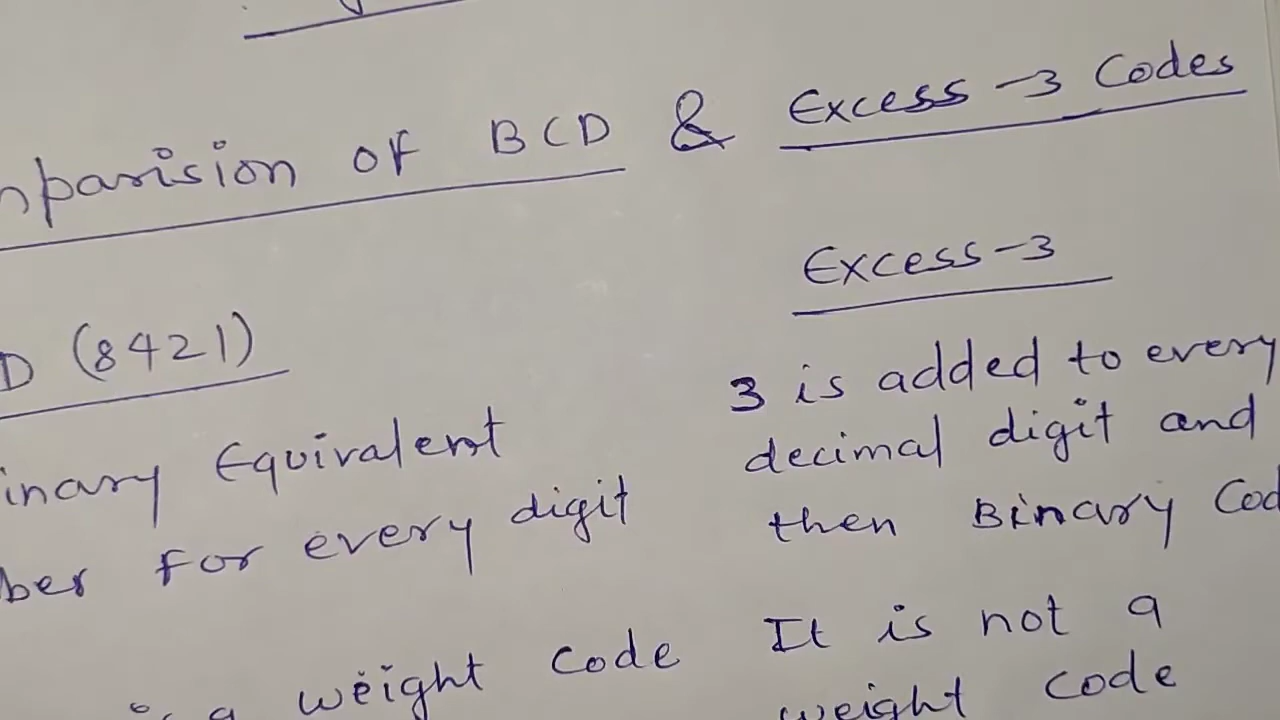 mparision of BCD & Excess-3 Codes
D (8421)
inary Equivalent
ber for every digit
is a weight code
Excess-3
3 is added to every
decimal digit and
then Binary Cod
It is not a
weight code